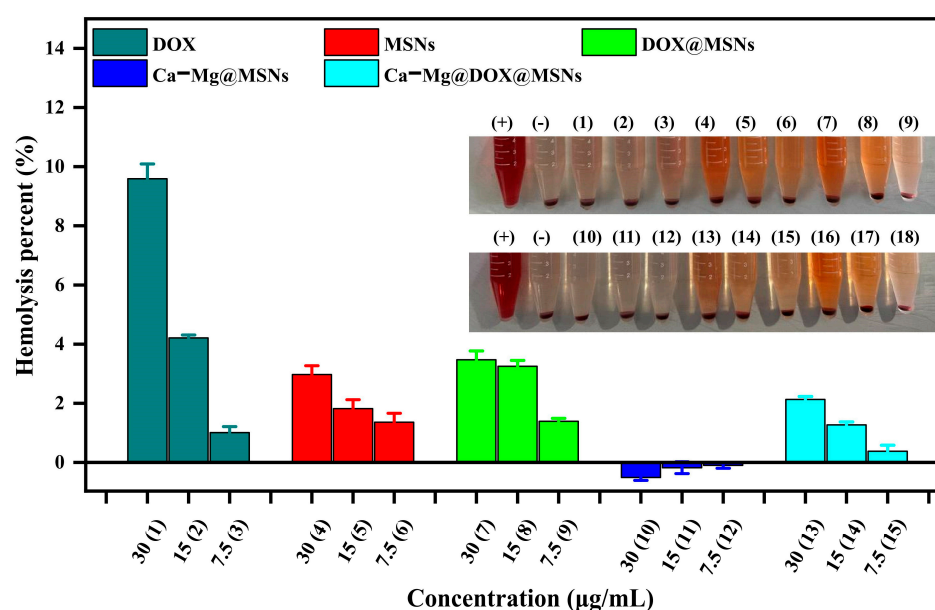 Hemolysis percent (%)
14
12
10
8
6
4
2
0
DOX MSNs DOX@MSNs
Ca−Mg@MSNs Ca−Mg@DOX@MSNs
(+) (-) (1) (2) (3) (4) (5) (6) (7) (8) (9)
(+) (-) (10) (11) (12) (13) (14) (15) (16) (17) (18)
30 (1) 15 (2) 7.5 (3) 30 (4) 15 (5) 7.5 (6) 30 (7) 15 (8) 7.5 (9) 30 (10) 15 (11) 7.5 (12) 30 (13) 15 (14) 7.5 (15)
Concentration (μg/mL)